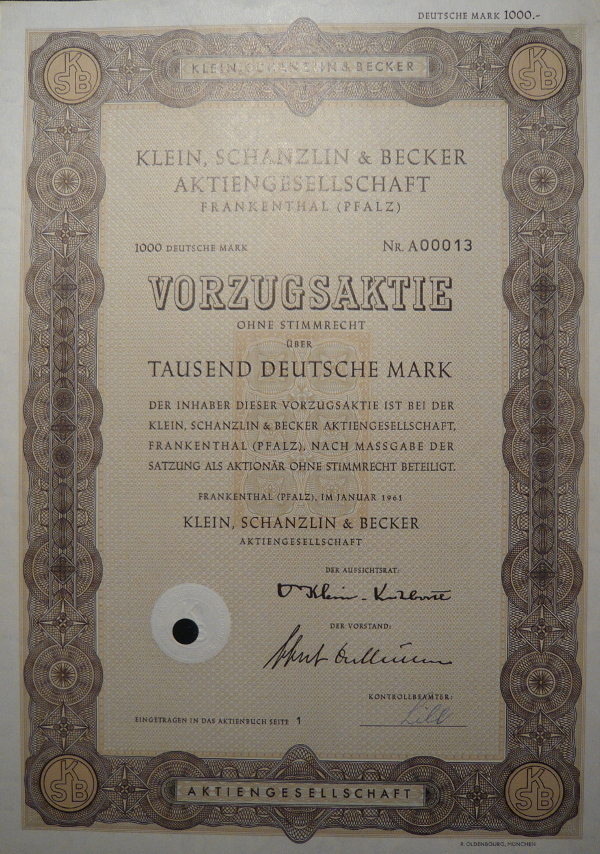 DEUTSCHE MARK 1000.-
KSB
KLEIN, SCHANZLIN & BECKER
KSB
KLEIN, SCHANZLIN & BECKER
AKTIENGESELLSCHAFT
FRANKENTHAL (PFALZ)
1000 DEUTSCHE MARK
NR. A00013
VORZUGSAKTIE
OHNE STIMMRECHT
ÜBER
TAUSEND DEUTSCHE MARK
DER INHABER DIESER VORZUGSAKTIE IST BEI DER
KLEIN, SCHANZLIN & BECKER AKTIENGESELLSCHAFT,
FRANKENTHAL (PFALZ), NACH MASSGABE DER
SATZUNG ALS AKTIONÄR OHNE STIMMRECHT BETEILIGT.
FRANKENTHAL (PFALZ), IM JANUAR 1961
KLEIN, SCHANZLIN & BECKER
AKTIENGESELLSCHAFT
DER AUFSICHTSRAT:
DER VORSTAND:
KONTROLLBEAMTER:
EINGETRAGEN IN DAS AKTIENBUCH SEITE 1
KSB
AKTIENGESELLSCHAFT
KSB
R. OLDENBOURG, MÜNCHEN